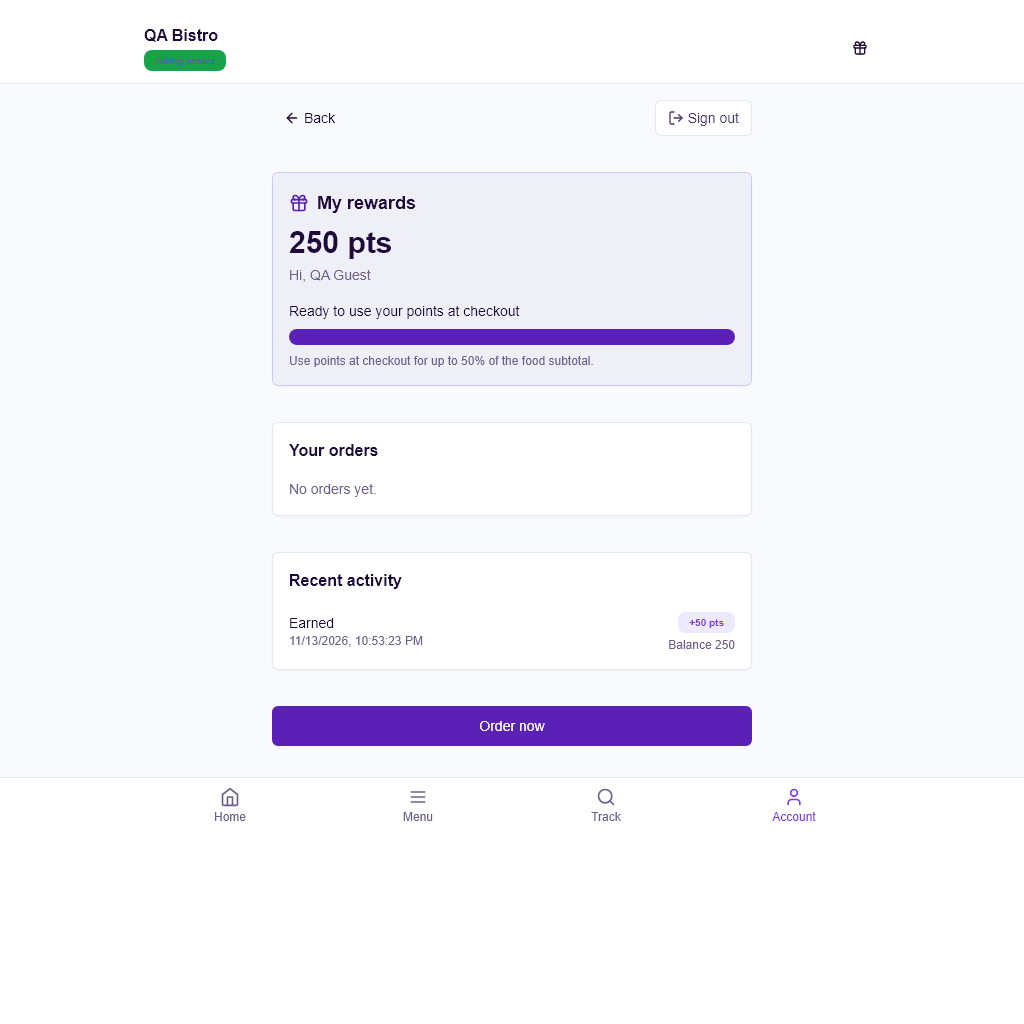 QA Bistro
Taking orders
Back
Sign out
My rewards
250 pts
Hi, QA Guest
Ready to use your points at checkout
Use points at checkout for up to 50% of the food subtotal.
Your orders
No orders yet.
Recent activity
Earned
+50 pts
11/13/2026, 10:53:23 PM
Balance 250
Order now
Home
Menu
Track
Account